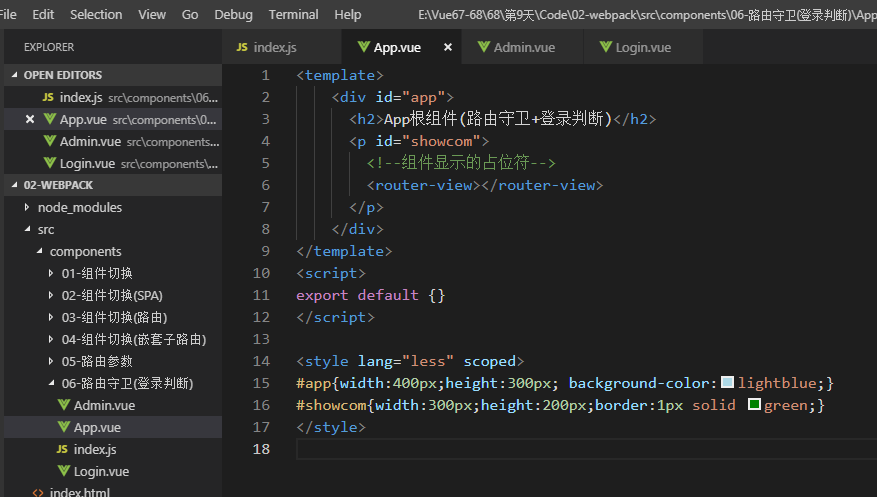 File Edit Selection View Go Debug Terminal Help E:\Vue67-68\68\第9天\Code\02-webpack\src\components\06-路由守卫(登录判断)\App
EXPLORER
JS index.js App.vue × Admin.vue Login.vue
OPEN EDITORS
JS index.js src\components\06...
× App.vue src\components\0...
Admin.vue src\components...
Login.vue src\components\...
02-WEBPACK
node_modules
src
components
01-组件切换
02-组件切换(SPA)
03-组件切换(路由)
04-组件切换(嵌套子路由)
05-路由参数
06-路由守卫(登录判断)
Admin.vue
App.vue
JS index.js
Login.vue
<> index.html
1 <template>
2 <div id="app">
3 <h2>App根组件(路由守卫+登录判断)</h2>
4 <p id="showcom">
5 <!--组件显示的占位符-->
6 <router-view></router-view>
7 </p>
8 </div>
9 </template>
10 <script>
11 export default {}
12 </script>
13
14 <style lang="less" scoped>
15 #app{width:400px;height:300px; background-color:lightblue;}
16 #showcom{width:300px;height:200px;border:1px solid green;}
17 </style>
18